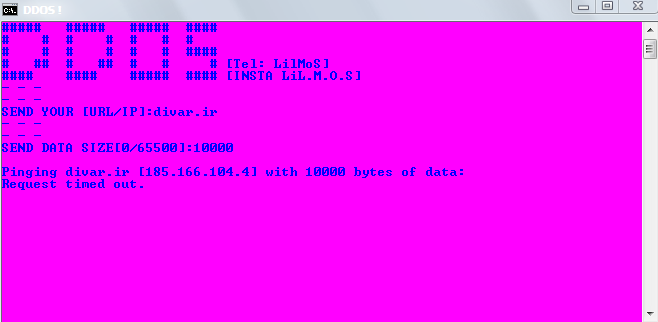 DDOS!
#####   #####   #####  ####
#    #  #    #  #   #  #
#    #  #    #  #   #  ####
#   ##  #   ##  #   #     # [Tel: LilMoS]
####    ####    #####  #### [INSTA LiL.M.O.S]
- - -
- - -
SEND YOUR [URL/IP]:divar.ir
- - -
- - -
SEND DATA SIZE[0/65500]:10000
Pinging divar.ir [185.166.104.4] with 10000 bytes of data:
Request timed out.